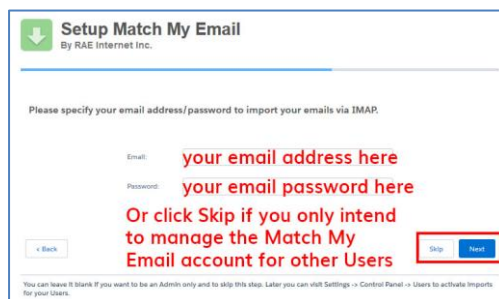 Setup Match My Email
By RAE Internet Inc.
Please specify your email address/password to import your emails via IMAP.
Email: your email address here
Password: your email password here
Or click Skip if you only intend
to manage the Match My
Email account for other Users
< Back
Skip
Next
You can leave it blank if you want to be an Admin only and to skip this step. Later you can visit Settings -> Control Panel -> Users to activate Imports
for your Users.